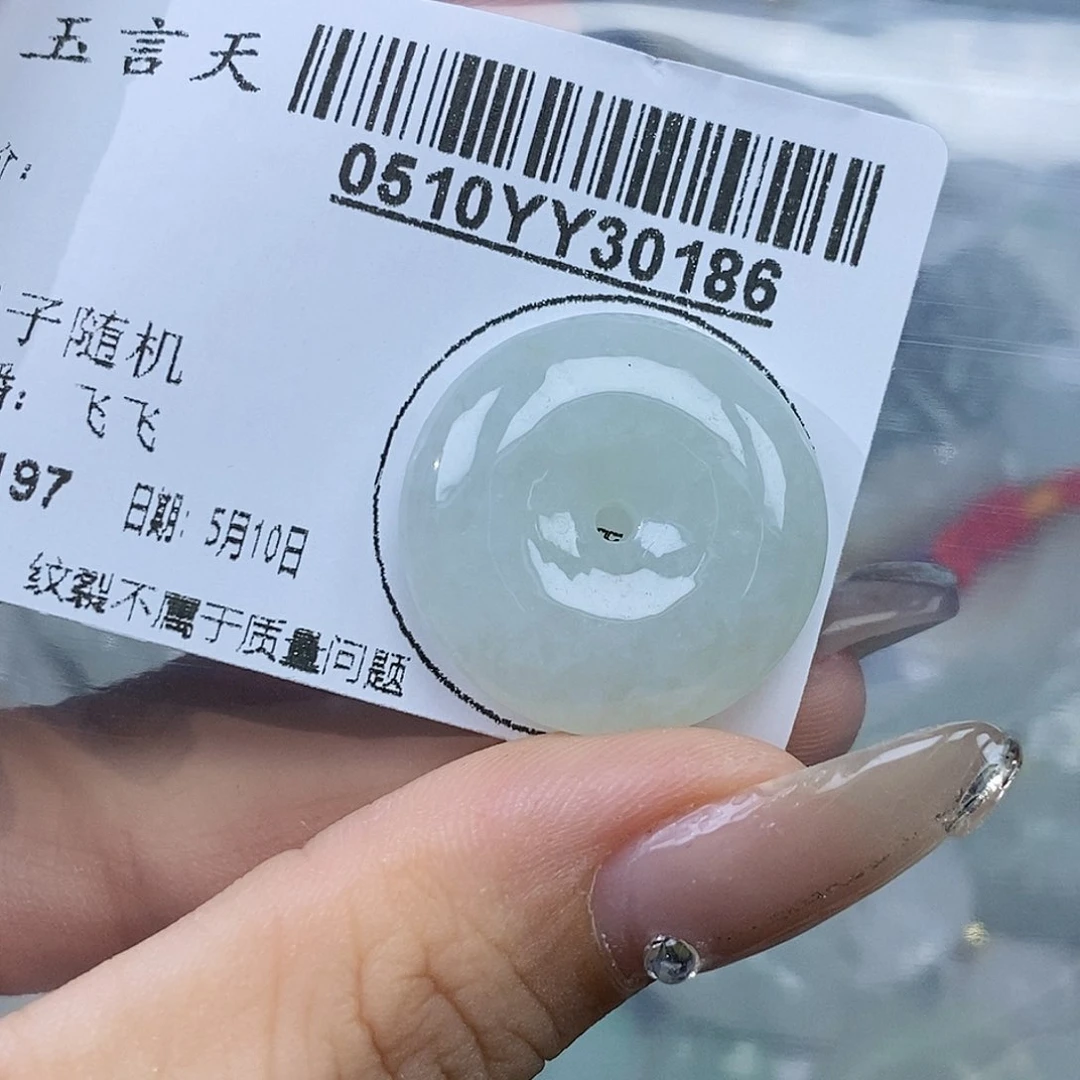 玉言天
0510YY30186
价:
子随机
播: 飞飞
197 日期: 5月10日
纹裂不属于质量问题